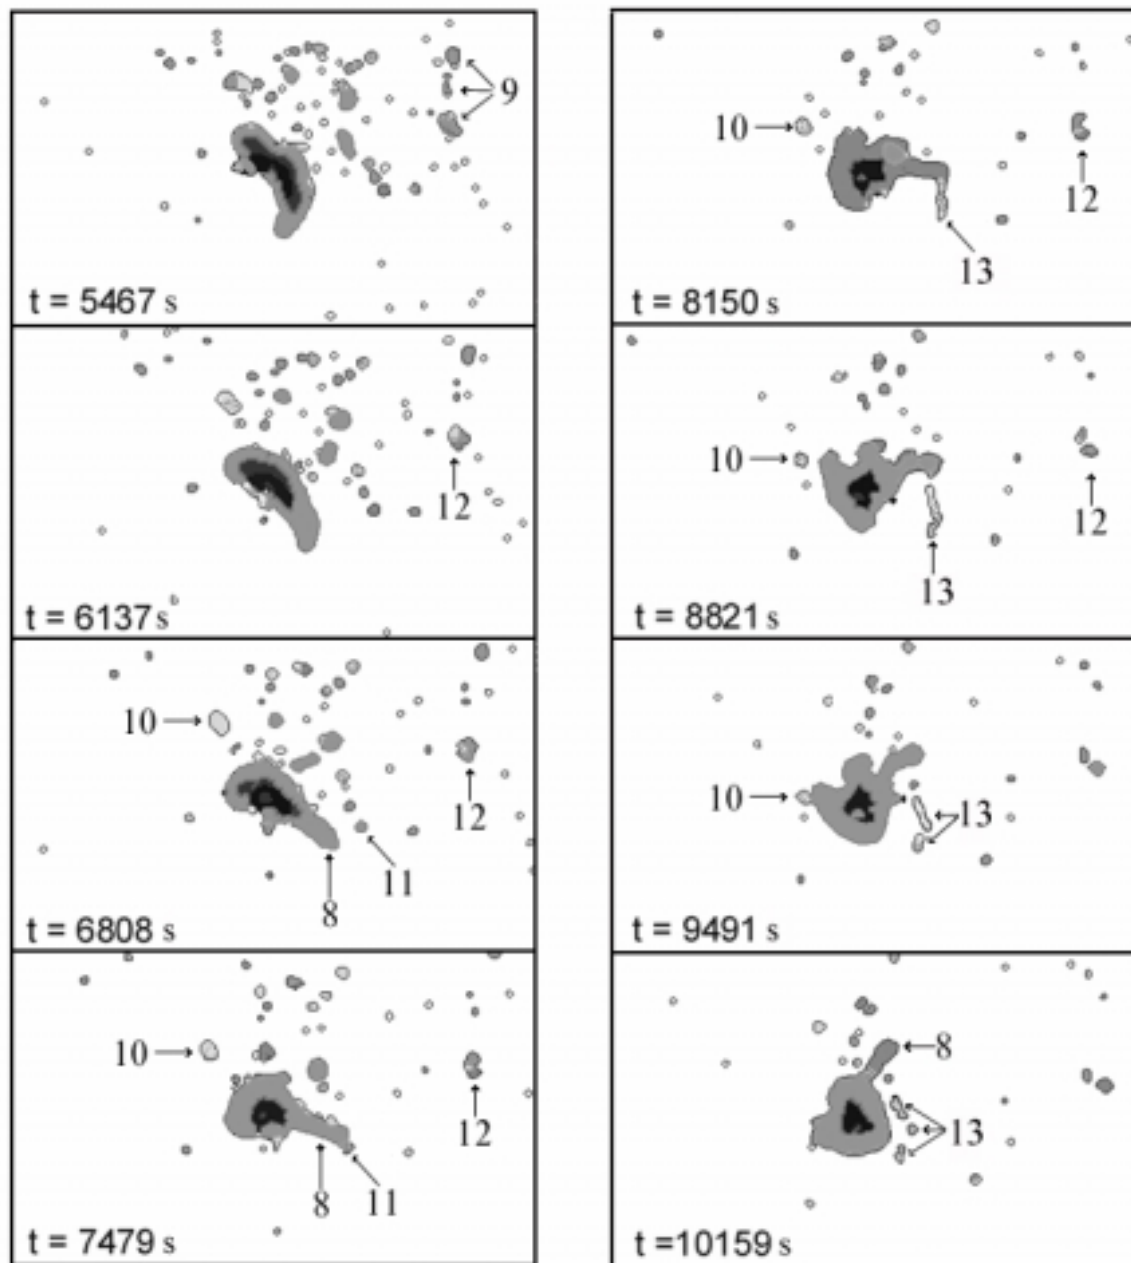 9
t = 5467 s
12
t = 6137 s
10
12
11
8
t = 6808 s
10
12
11
8
t = 7479 s
10
12
13
t = 8150 s
10
12
13
t = 8821 s
10
13
t = 9491 s
8
13
t =10159 s